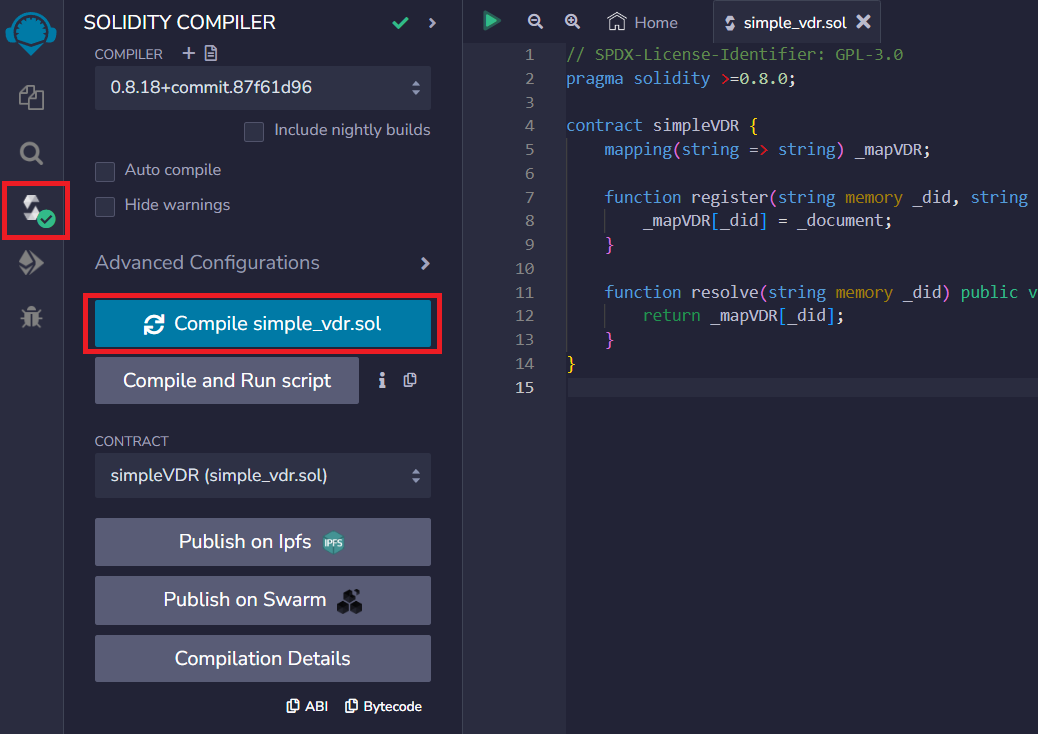 SOLIDITY COMPILER
COMPILER
0.8.18+commit.87f61d96
Include nightly builds
Auto compile
Hide warnings
Advanced Configurations
Compile simple_vdr.sol
Compile and Run script
CONTRACT
simpleVDR (simple_vdr.sol)
Publish on Ipfs IPFS
Publish on Swarm
Compilation Details
ABI Bytecode
Home simple_vdr.sol
1 // SPDX-License-Identifier: GPL-3.0
2 pragma solidity >=0.8.0;
3
4 contract simpleVDR {
5 mapping(string => string) _mapVDR;
6
7 function register(string memory _did, string
8 _mapVDR[_did] = _document;
9 }
10
11 function resolve(string memory _did) public v
12 return _mapVDR[_did];
13 }
14 }
15